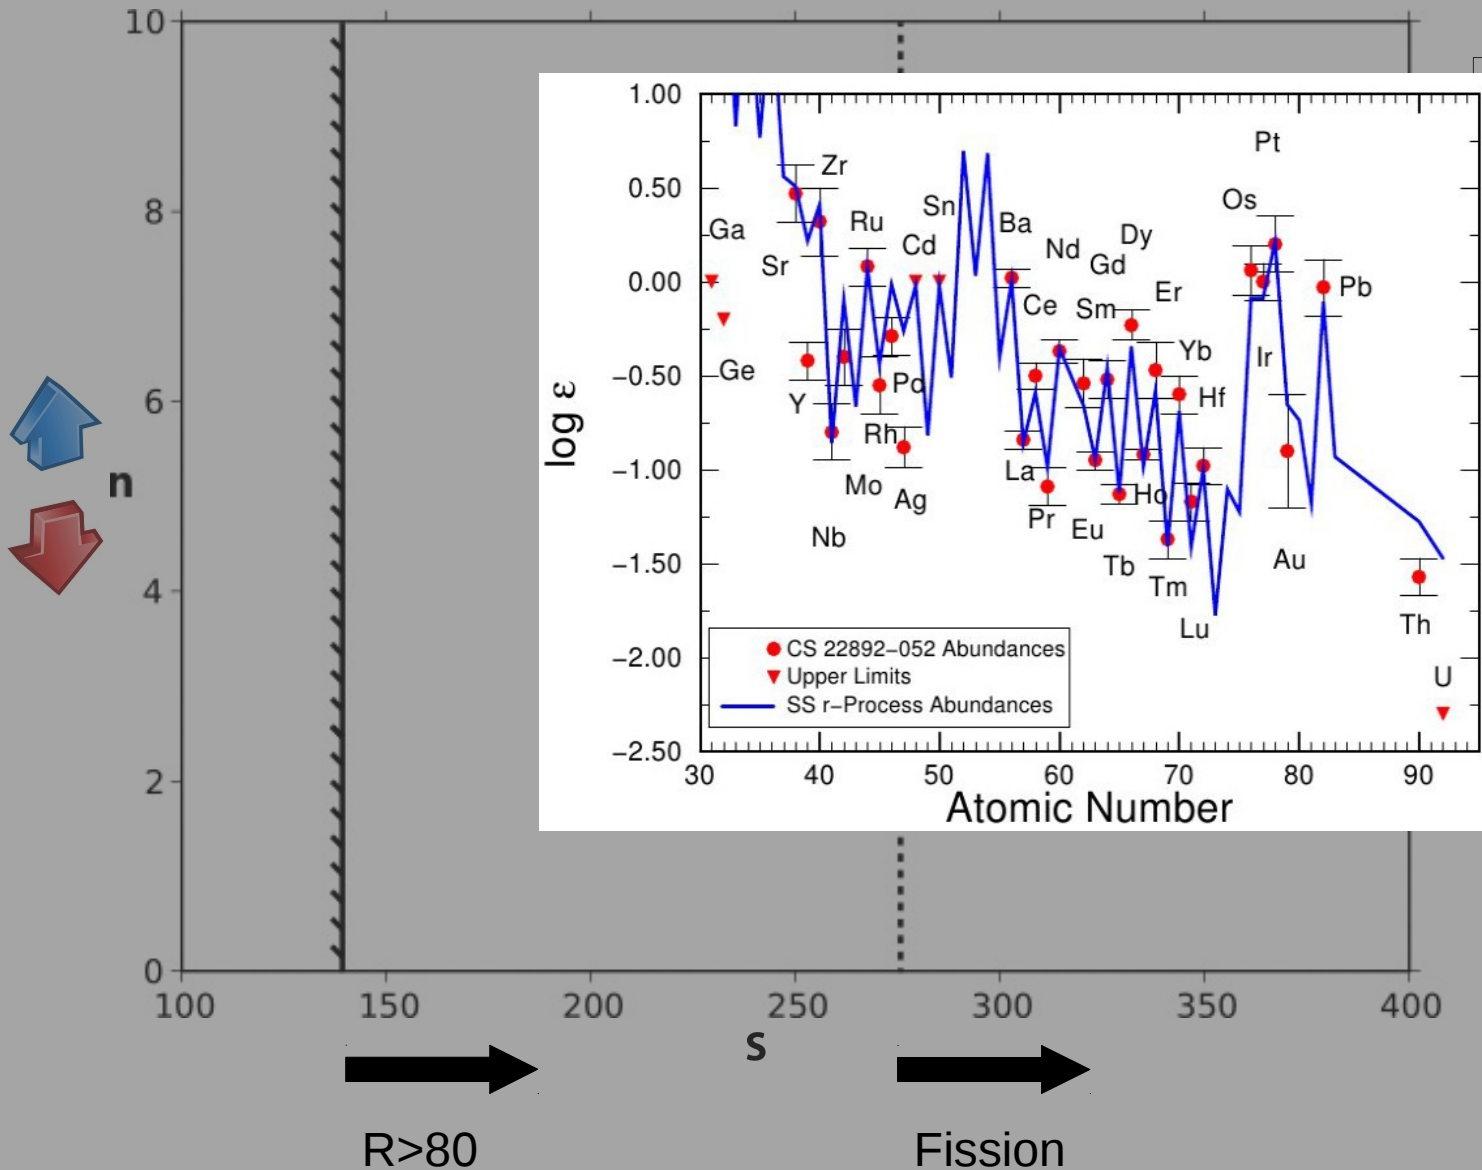 10
8
6
4
2
0
n
100 150 200 250 300 350 400
S
R>80
Fission
1.00
0.50
0.00
−0.50
−1.00
−1.50
−2.00
−2.50
log ε
30 40 50 60 70 80 90
Atomic Number
Ga
Ge
Sr
Y
Zr
Nb
Mo
Ru
Rh
Pd
Ag
Cd
Sn
Ba
La
Ce
Pr
Nd
Sm
Eu
Gd
Tb
Dy
Ho
Er
Tm
Yb
Lu
Hf
Os
Ir
Pt
Au
Pb
Th
U
CS 22892−052 Abundances
Upper Limits
SS r−Process Abundances